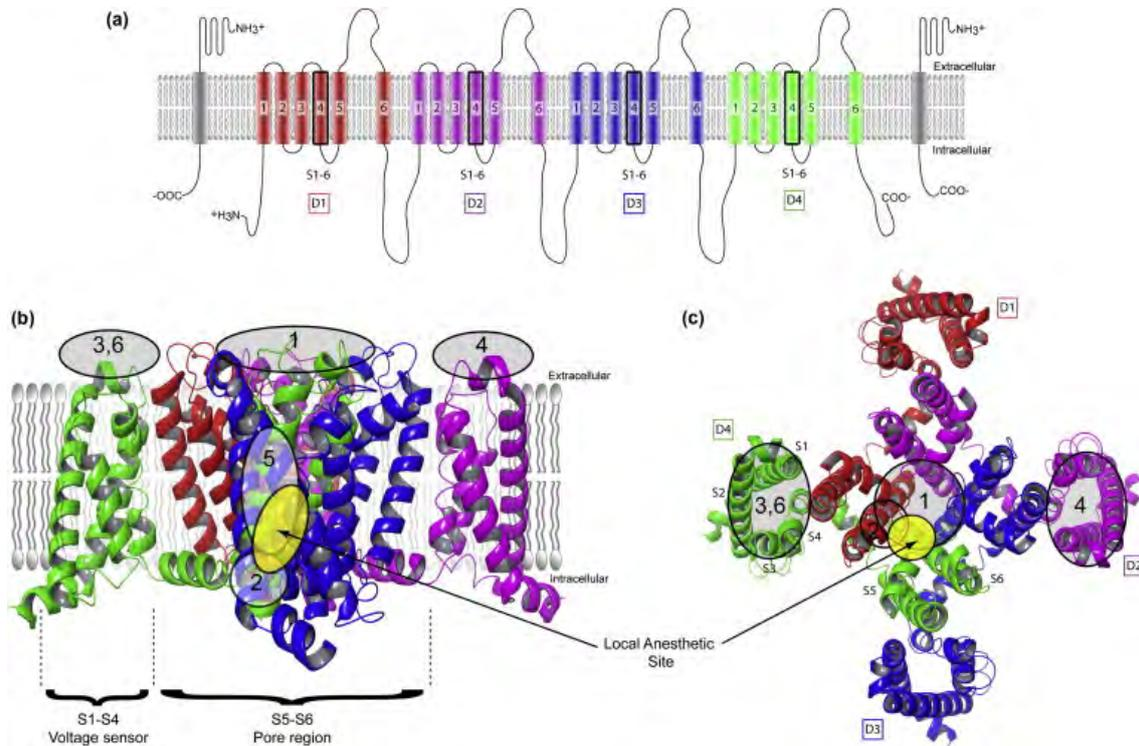 (a)
NH3+
NH3+
Extracellular
1 2 3 4 5 6 1 2 3 4 5 6 1 2 3 4 5 6 1 2 3 4 5 6
Intracellular
S1-6 S1-6 S1-6 S1-6
-OOC
COO-
COO-
D1 D2 D3 D4
+H3N
(b)
3,6 1 4
Extracellular
5
2
Intracellular
S1-S4
Voltage sensor
S5-S6
Pore region
Local Anesthetic
Site
(c)
D1
D4
S1
S2
3,6
1
4
S4
S3
S6
S5
D2
D3